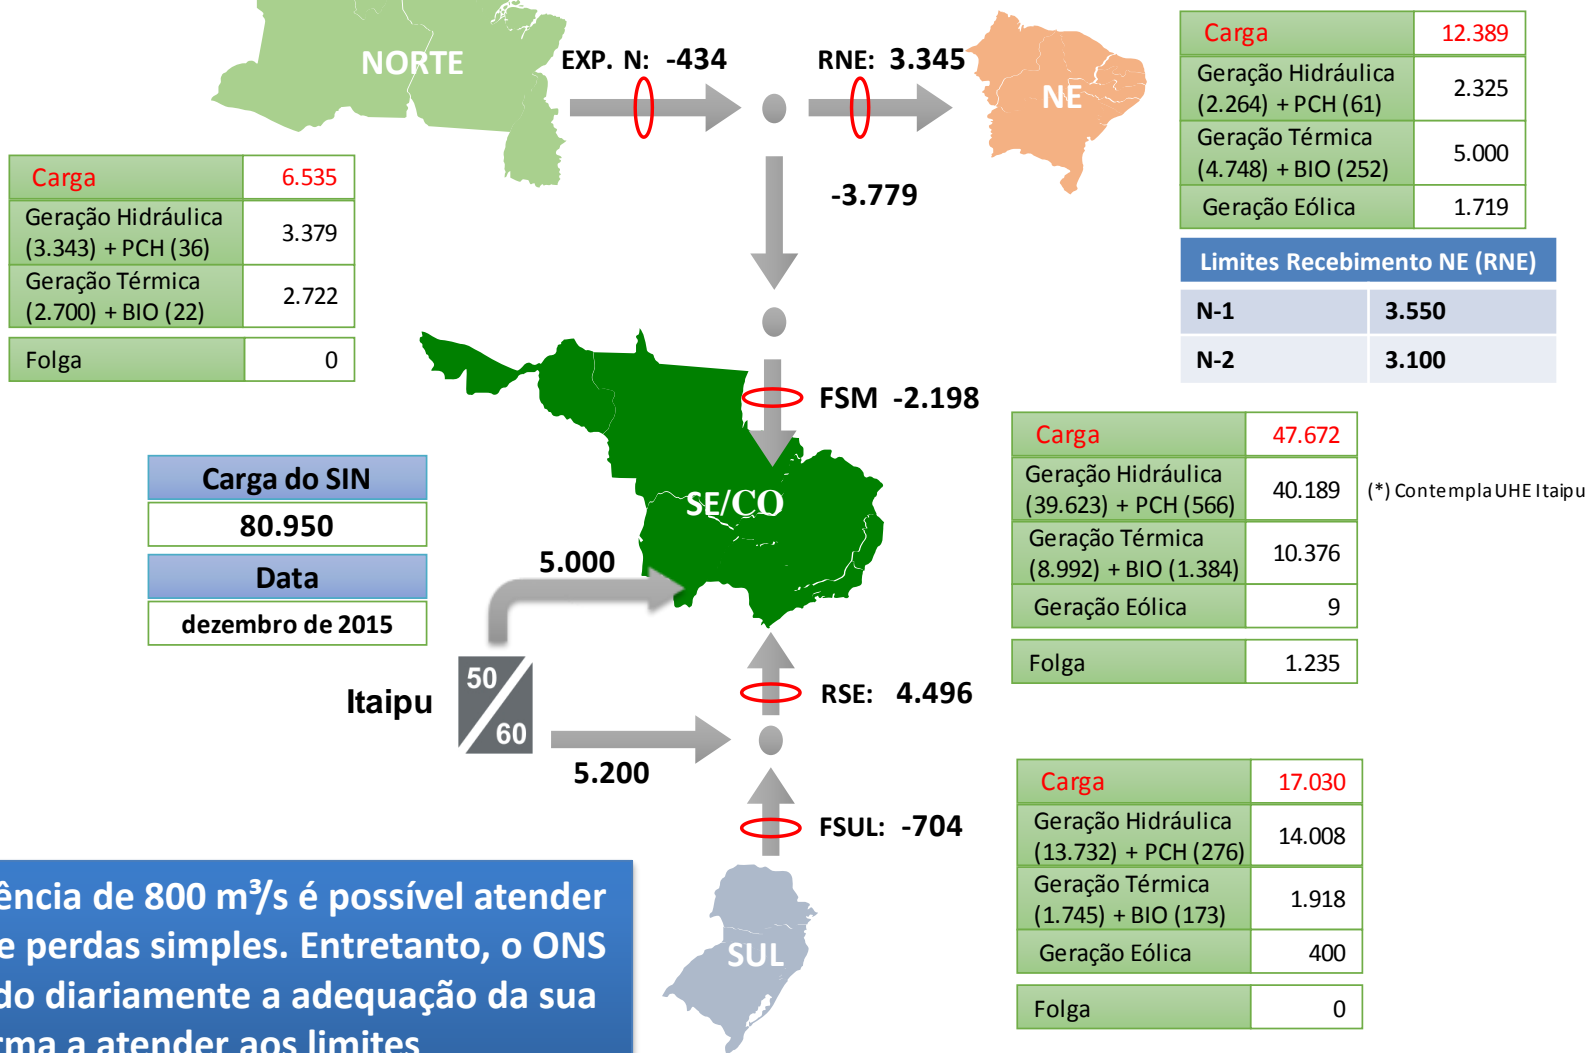 NORTE
EXP. N: -434
RNE: 3.345
NE
Carga 12.389
Geração Hidráulica
(2.264) + PCH (61) 2.325
Geração Térmica
(4.748) + BIO (252) 5.000
Geração Eólica 1.719
Limites Recebimento NE (RNE)
N-1 3.550
N-2 3.100
Carga 6.535
Geração Hidráulica
(3.343) + PCH (36) 3.379
Geração Térmica
(2.700) + BIO (22) 2.722
Folga 0
-3.779
FSM -2.198
SE/CO
Carga 47.672
Geração Hidráulica
(39.623) + PCH (566) 40.189
(*) Contempla UHE Itaipu
Geração Térmica
(8.992) + BIO (1.384) 10.376
Geração Eólica 9
Folga 1.235
Carga do SIN
80.950
Data
dezembro de 2015
5.000
Itaipu
50
60
5.200
RSE: 4.496
FSUL: -704
SUL
Carga 17.030
Geração Hidráulica
(13.732) + PCH (276) 14.008
Geração Térmica
(1.745) + BIO (173) 1.918
Geração Eólica 400
Folga 0
ência de 800 m³/s é possível atender
e perdas simples. Entretanto, o ONS
do diariamente a adequação da sua
rma a atender aos limites